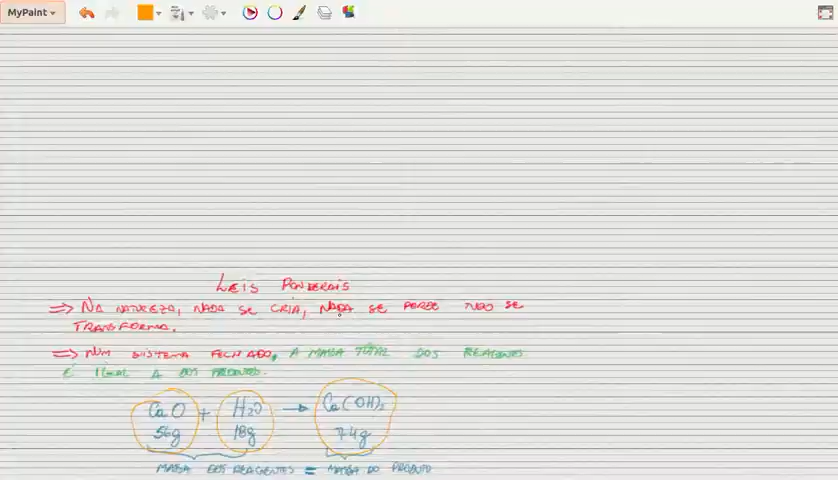 MyPaint
LEIS PONDERAIS
⇒ NA NATUREZA, NADA SE CRIA, NADA SE PERDE TUDO SE
TRANSFORMA.
⇒ NUM SISTEMA FECHADO, A MASSA TOTAL DOS REAGENTES
É IGUAL A DOS PRODUTOS.
CaO + H2O → Ca(OH)2
56g 18g 74g
MASSA DOS REAGENTES = MASSA DO PRODUTO